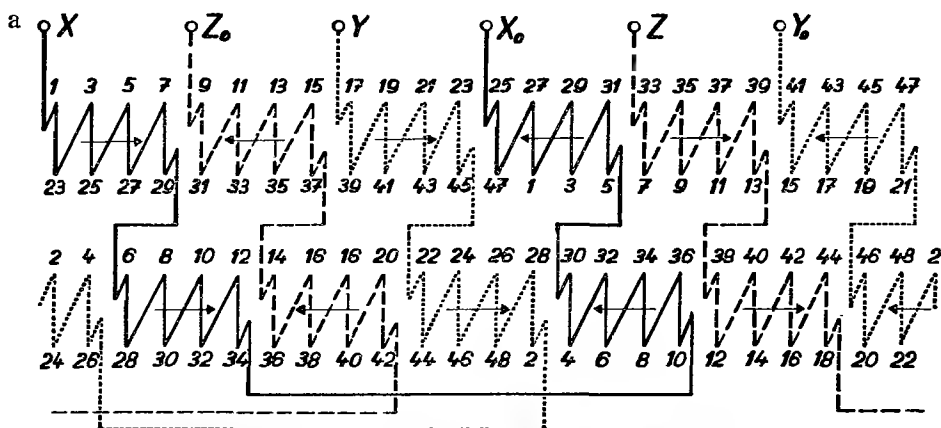 a X Z₀ Y X₀ Z Y₀
1 3 5 7 9 11 13 15 17 19 21 23 25 27 29 31 33 35 37 39 41 43 45 47
23 25 27 29 31 33 35 37 39 41 43 45 47 1 3 5 7 9 11 13 15 17 19 21
2 4 6 8 10 12 14 16 16 20 22 24 26 28 30 32 34 36 39 40 42 44 46 48 2
24 26 28 30 32 34 36 38 40 42 44 46 48 2 4 6 8 10 12 14 16 18 20 22